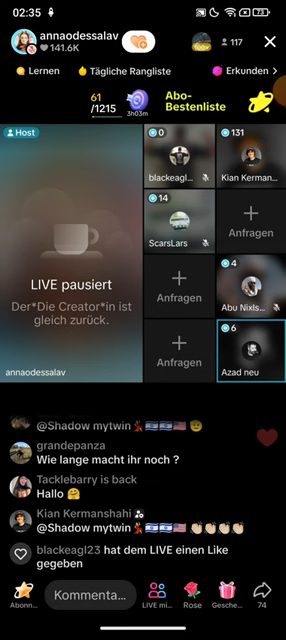 02:35
73
annaodessalav
141.6K
117
Lernen
Tägliche Rangliste
Erkunden >
61
/1215
3h03m
Abo-
Bestenliste
Host
LIVE pausiert
Der*Die Creator*in ist
gleich zurück.
annaodessalav
0
blackeagl...
131
Kian Kerman...
14
ScarsLars
+
Anfragen
+
Anfragen
4
Abu Nixls...
+
Anfragen
6
Azad neu
@Shadow mytwin💃🇮🇱🇮🇱🇺🇸🫡
grandepanza
Wie lange macht ihr noch ?
Tacklebarry is back
Hallo 🤗
Kian Kermanshahi
@Shadow mytwin💃🇮🇱🇮🇱🇺🇸👏🏻👏🏻👏🏻👏🏻
blackeagl23 hat dem LIVE einen Like
gegeben
Abonn...
Kommenta...
LIVE mi...
Rose
Gesche...
74